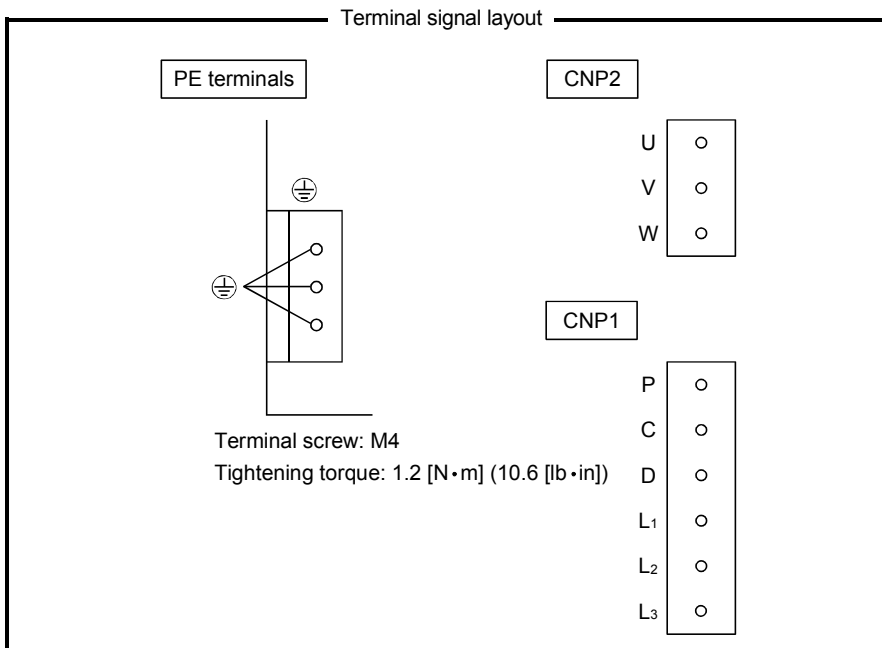 Terminal signal layout
PE terminals
Terminal screw: M4
Tightening torque: 1.2 [N•m] (10.6 [lb•in])
CNP2
U
V
W
CNP1
P
C
D
L1
L2
L3